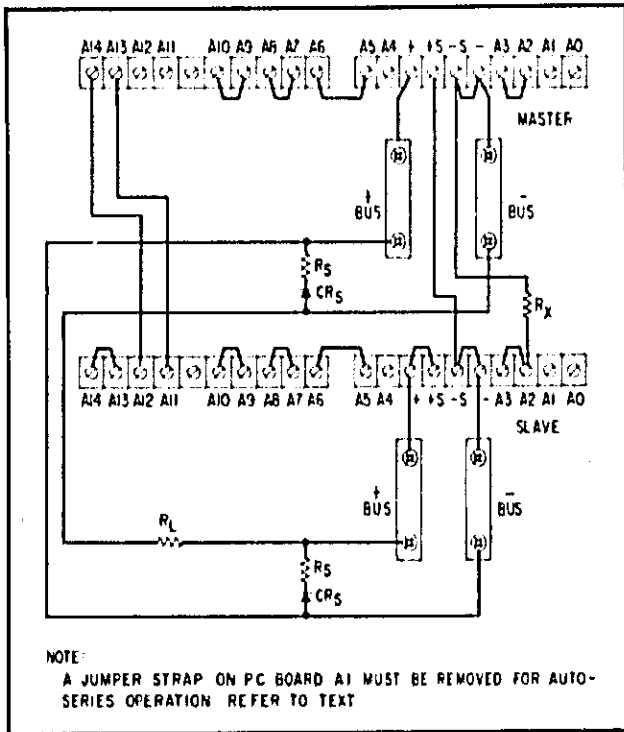 A14 A13 A12 A11 A10 A9 A8 A7 A6 A5 A4 + +S -S - A3 A2 A1 A0
MASTER
+ BUS
- BUS
RS
CRS
RX
A14 A13 A12 A11 A10 A9 A8 A7 A6 A5 A4 + +S -S - A3 A2 A1 A0
SLAVE
+ BUS
- BUS
RL
RS
CRS
NOTE:
A JUMPER STRAP ON PC BOARD A1 MUST BE REMOVED FOR AUTO-
SERIES OPERATION REFER TO TEXT